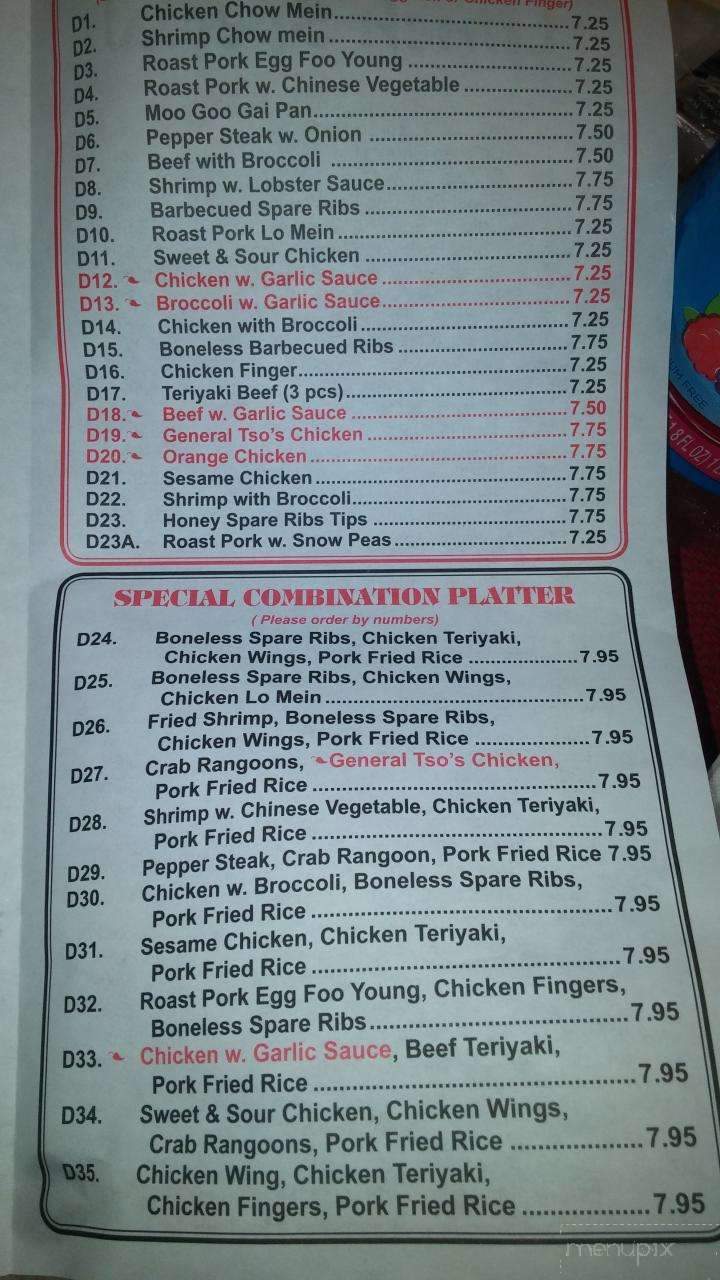 Chicken Finger)
D1. Chicken Chow Mein 7.25
D2. Shrimp Chow mein 7.25
D3. Roast Pork Egg Foo Young 7.25
D4. Roast Pork w. Chinese Vegetable 7.25
D5. Moo Goo Gai Pan 7.25
D6. Pepper Steak w. Onion 7.50
D7. Beef with Broccoli 7.50
D8. Shrimp w. Lobster Sauce 7.75
D9. Barbecued Spare Ribs 7.75
D10. Roast Pork Lo Mein 7.25
D11. Sweet & Sour Chicken 7.25
D12. Chicken w. Garlic Sauce 7.25
D13. Broccoli w. Garlic Sauce 7.25
D14. Chicken with Broccoli 7.25
D15. Boneless Barbecued Ribs 7.75
D16. Chicken Finger 7.25
D17. Teriyaki Beef (3 pcs) 7.25
D18. Beef w. Garlic Sauce 7.50
D19. General Tso's Chicken 7.75
D20. Orange Chicken 7.75
D21. Sesame Chicken 7.75
D22. Shrimp with Broccoli 7.75
D23. Honey Spare Ribs Tips 7.75
D23A. Roast Pork w. Snow Peas 7.25
SPECIAL COMBINATION PLATTER
( Please order by numbers)
D24. Boneless Spare Ribs, Chicken Teriyaki,
Chicken Wings, Pork Fried Rice 7.95
D25. Boneless Spare Ribs, Chicken Wings,
Chicken Lo Mein 7.95
D26. Fried Shrimp, Boneless Spare Ribs,
Chicken Wings, Pork Fried Rice 7.95
D27. Crab Rangoons, General Tso's Chicken,
Pork Fried Rice 7.95
D28. Shrimp w. Chinese Vegetable, Chicken Teriyaki,
Pork Fried Rice 7.95
D29. Pepper Steak, Crab Rangoon, Pork Fried Rice 7.95
D30. Chicken w. Broccoli, Boneless Spare Ribs,
Pork Fried Rice 7.95
D31. Sesame Chicken, Chicken Teriyaki,
Pork Fried Rice 7.95
D32. Roast Pork Egg Foo Young, Chicken Fingers,
Boneless Spare Ribs 7.95
D33. Chicken w. Garlic Sauce, Beef Teriyaki,
Pork Fried Rice 7.95
D34. Sweet & Sour Chicken, Chicken Wings,
Crab Rangoons, Pork Fried Rice 7.95
D35. Chicken Wing, Chicken Teriyaki,
Chicken Fingers, Pork Fried Rice 7.95
FREE
FL OZ)
menupix